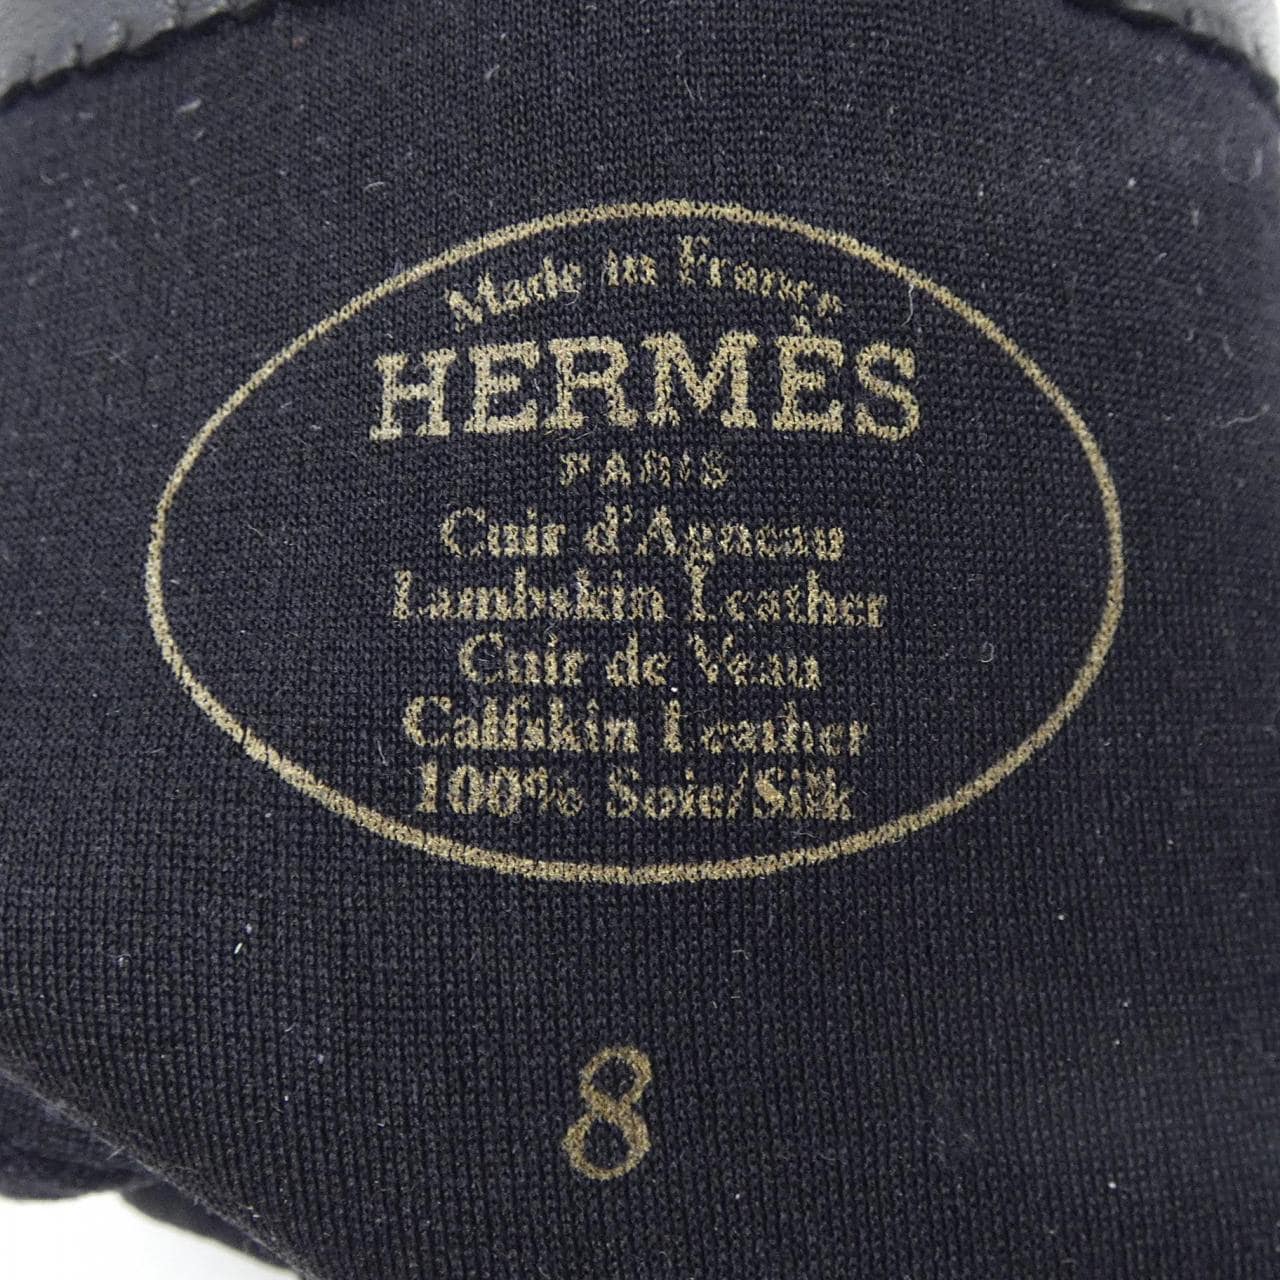 Made in France
HERMÈS
PARIS
Cuir d'Agneau
Lambskin Leather
Cuir de Veau
Calfskin Leather
100% Soie/Silk
8